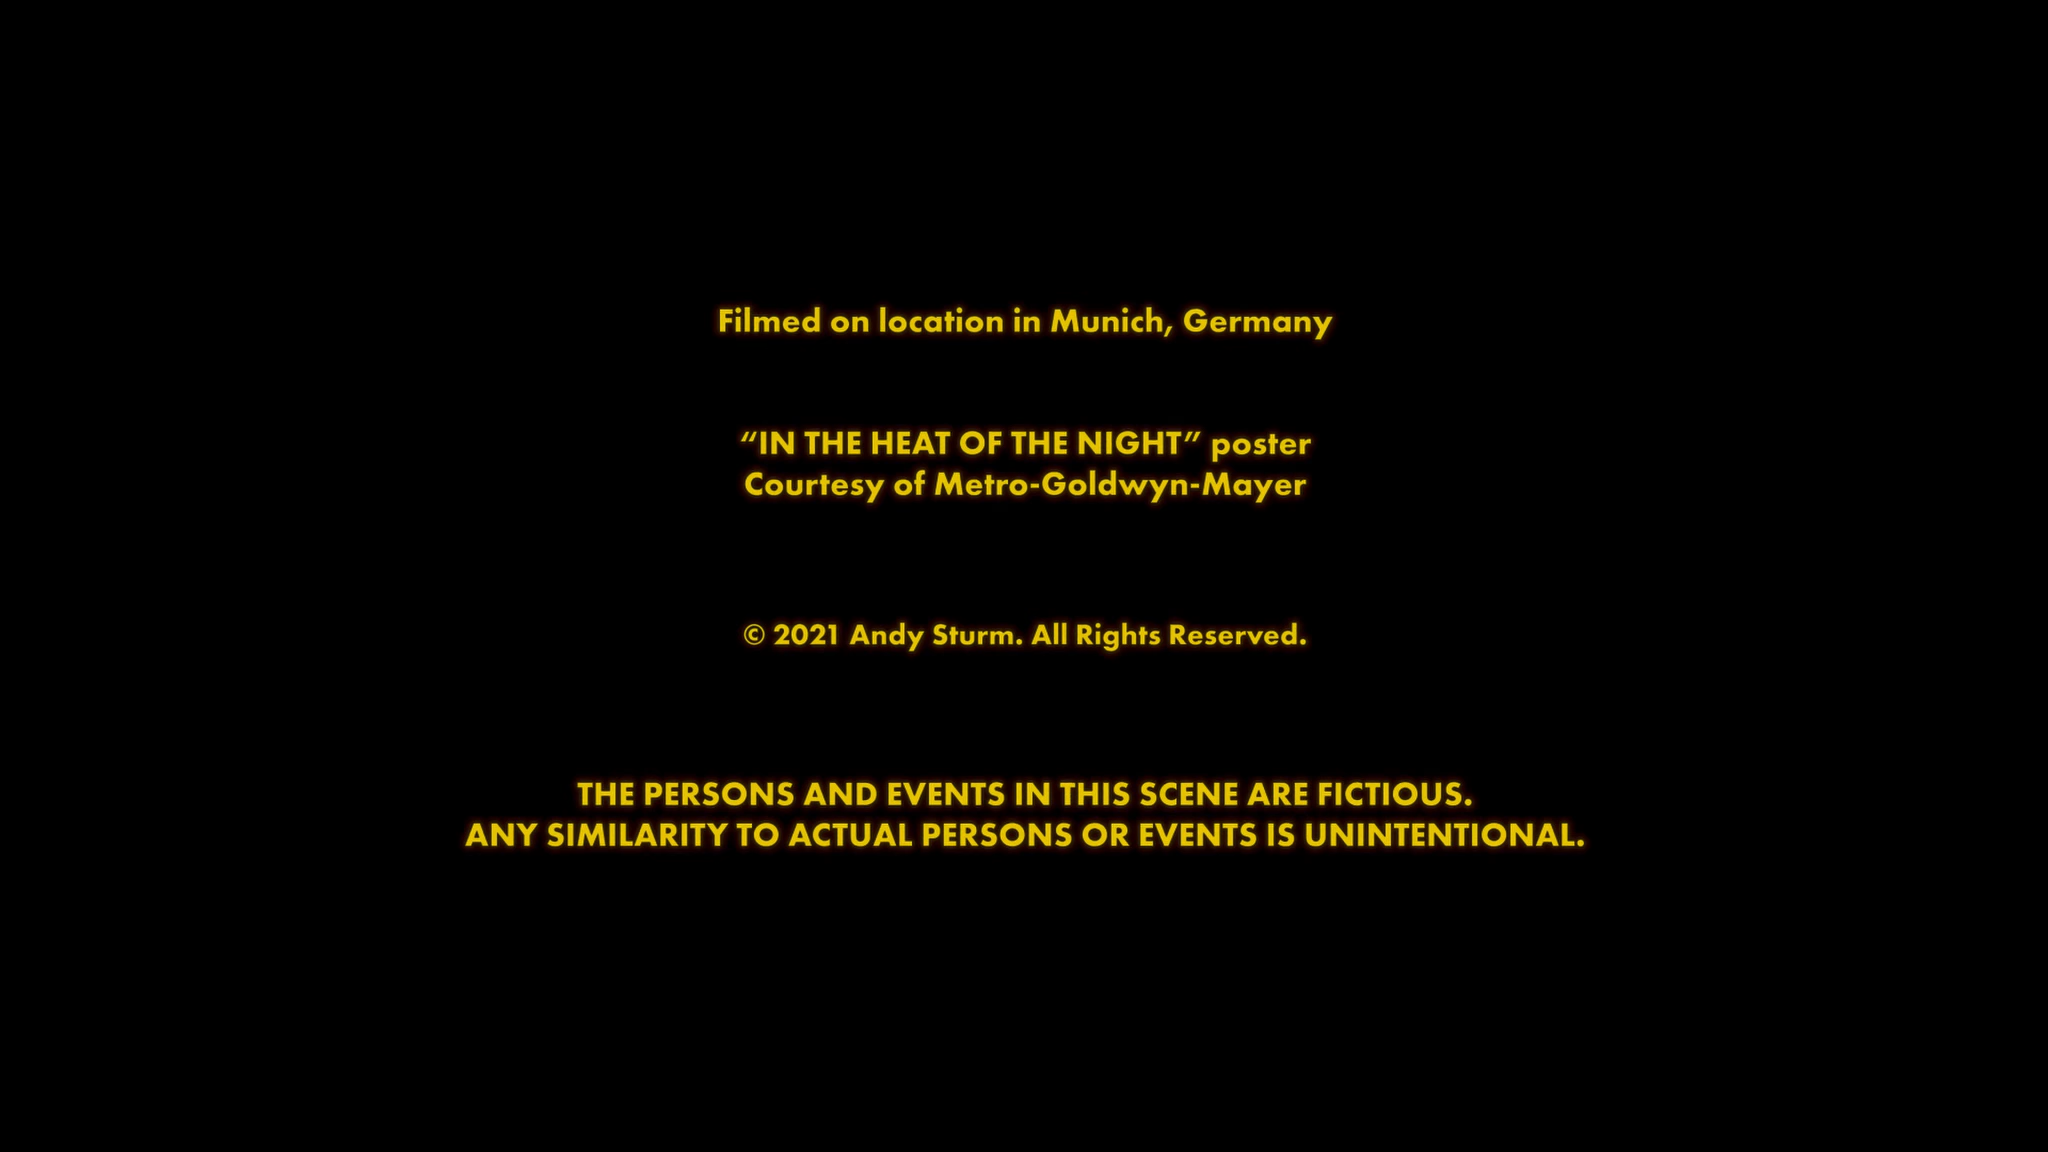 Filmed on location in Munich, Germany
“IN THE HEAT OF THE NIGHT” poster
Courtesy of Metro-Goldwyn-Mayer
© 2021 Andy Sturm. All Rights Reserved.
THE PERSONS AND EVENTS IN THIS SCENE ARE FICTIOUS.
ANY SIMILARITY TO ACTUAL PERSONS OR EVENTS IS UNINTENTIONAL.